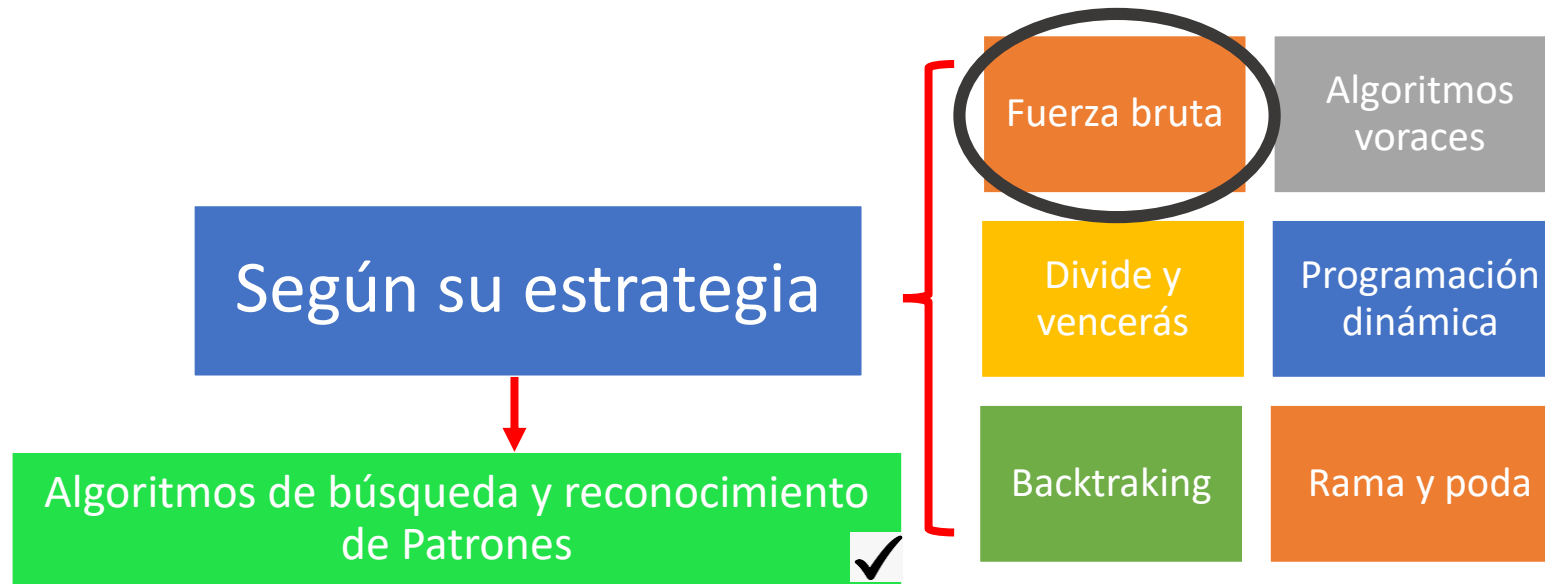 Según su estrategia
Algoritmos de búsqueda y reconocimiento
de Patrones
Fuerza bruta
Algoritmos
voraces
Divide y
vencerás
Programación
dinámica
Backtraking
Rama y poda